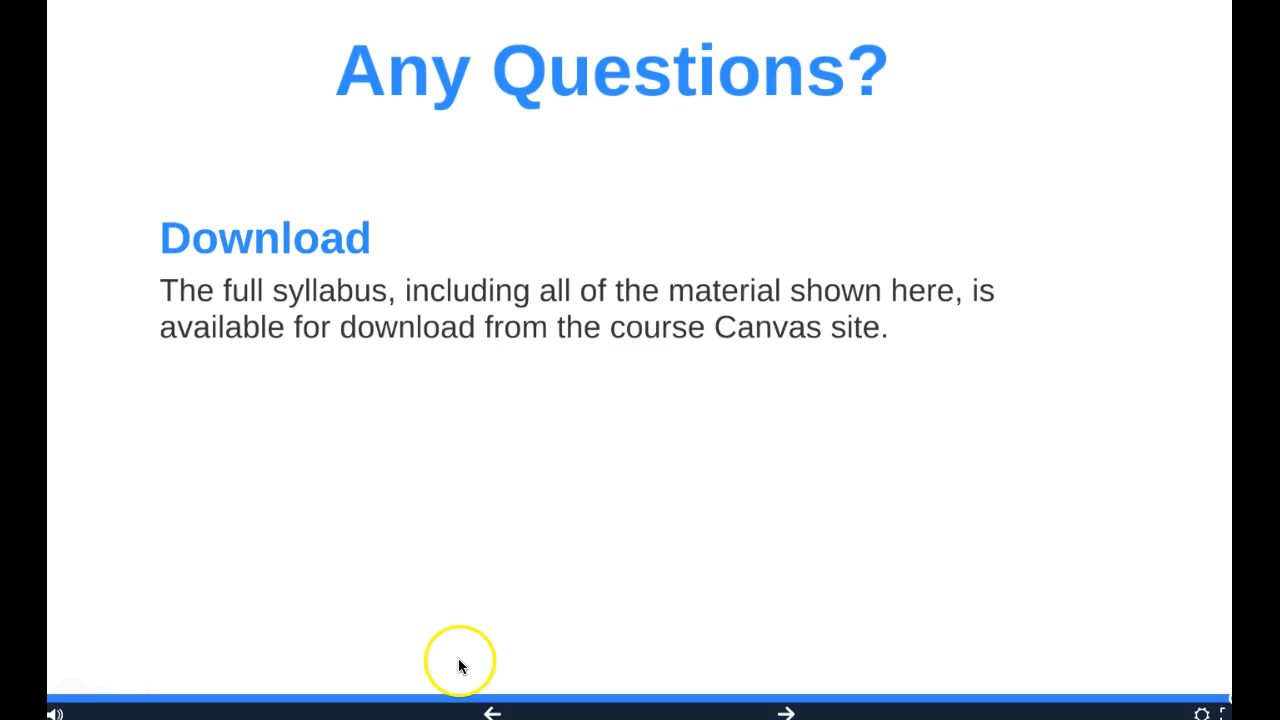 Any Questions?
Download
The full syllabus, including all of the material shown here, is
available for download from the course Canvas site.